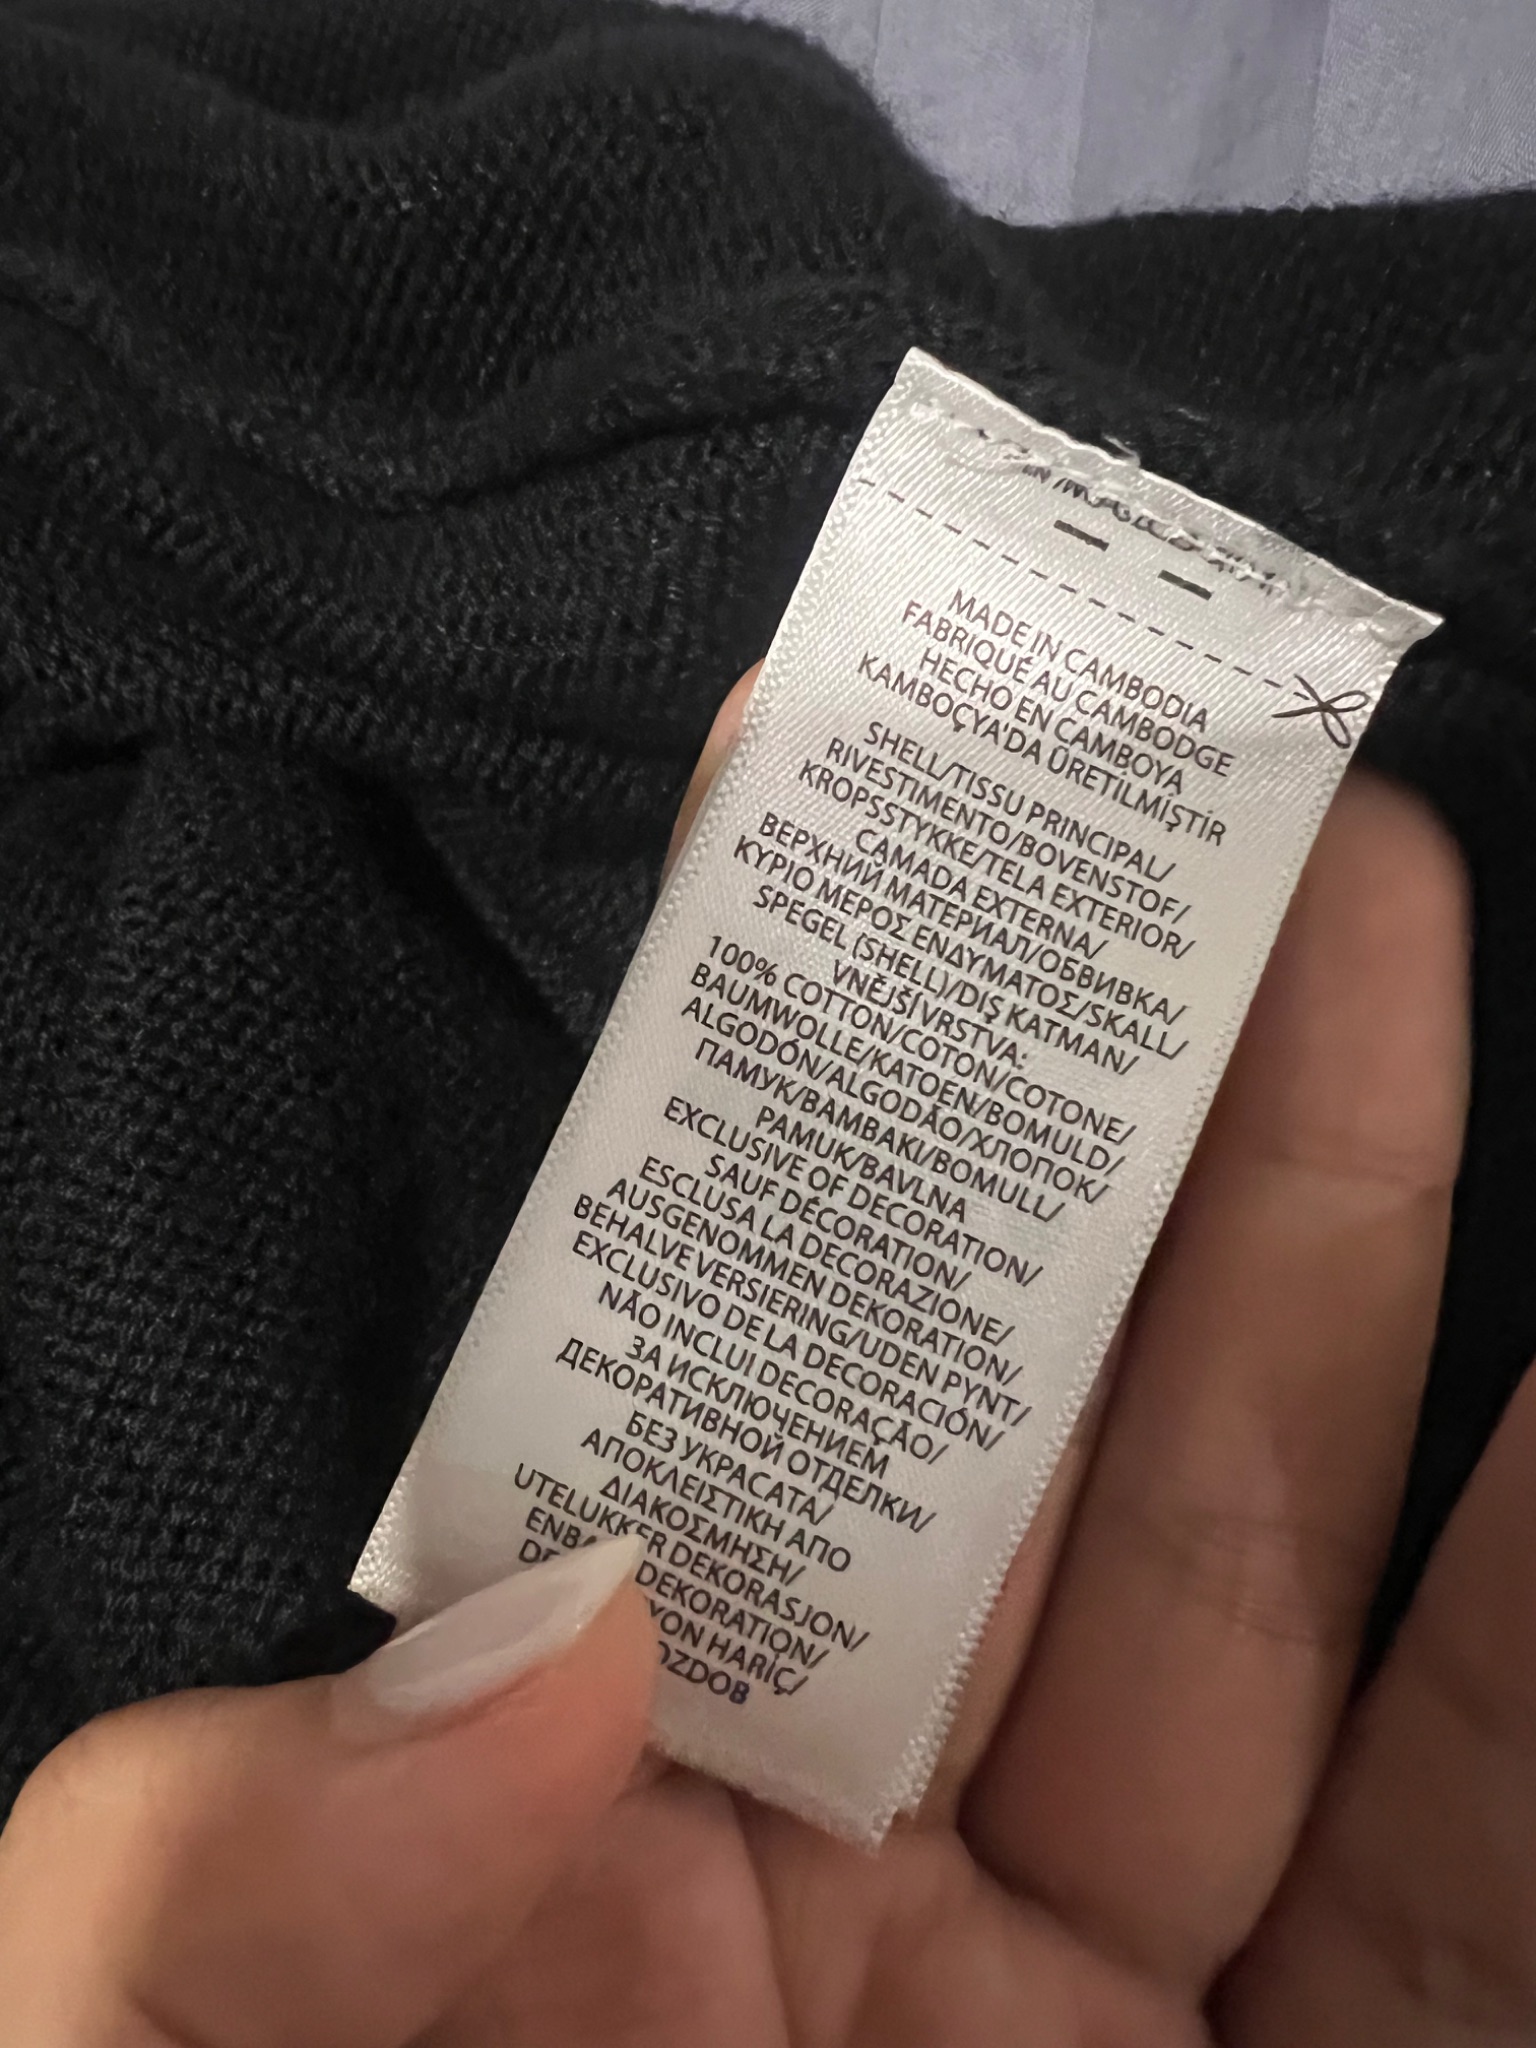 MADE IN CAMBODIA
FABRIQUÉ AU CAMBODGE
HECHO EN CAMBOYA
KAMBOÇYA'DA ÜRETİLMİŞTİR
SHELL/TISSU PRINCIPAL/
RIVESTIMENTO/BOVENSTOF/
KROPSSTYKKE/TELA EXTERIOR/
CAMADA EXTERNA/
ВЕРХНИЙ МАТЕРИАЛ/ОБВИВКА/
ΚΥΡΙΟ ΜΕΡΟΣ ΕΝΔΥΜΑΤΟΣ/SKALL/
SPEGEL (SHELL)/DIŞ KATMAN/
VNĚJŠÍ VRSTVA:
100% COTTON/COTON/COTONE/
BAUMWOLLE/KATOEN/BOMULD/
ALGODÓN/ALGODÃO/ХЛОПОК/
ПАМУК/ΒΑΜΒΑΚΙ/BOMULL/
PAMUK/BAVLNA
EXCLUSIVE OF DECORATION/
SAUF DÉCORATION/
ESCLUSA LA DECORAZIONE/
AUSGENOMMEN DEKORATION/
BEHALVE VERSIERING/UDEN PYNT/
EXCLUSIVO DE LA DECORACIÓN/
NÃO INCLUI DECORAÇÃO/
ЗА ИСКЛЮЧЕНИЕМ
ДЕКОРАТИВНОЙ ОТДЕЛКИ/
БЕЗ УКРАСАТА/
ΑΠΟΚΛΕΙΣΤΙΚΗ ΑΠΟ
ΔΙΑΚΟΣΜΗΣΗ/
UTELUKKER DEKORASJON/
DEKORATION/
HARİÇ/